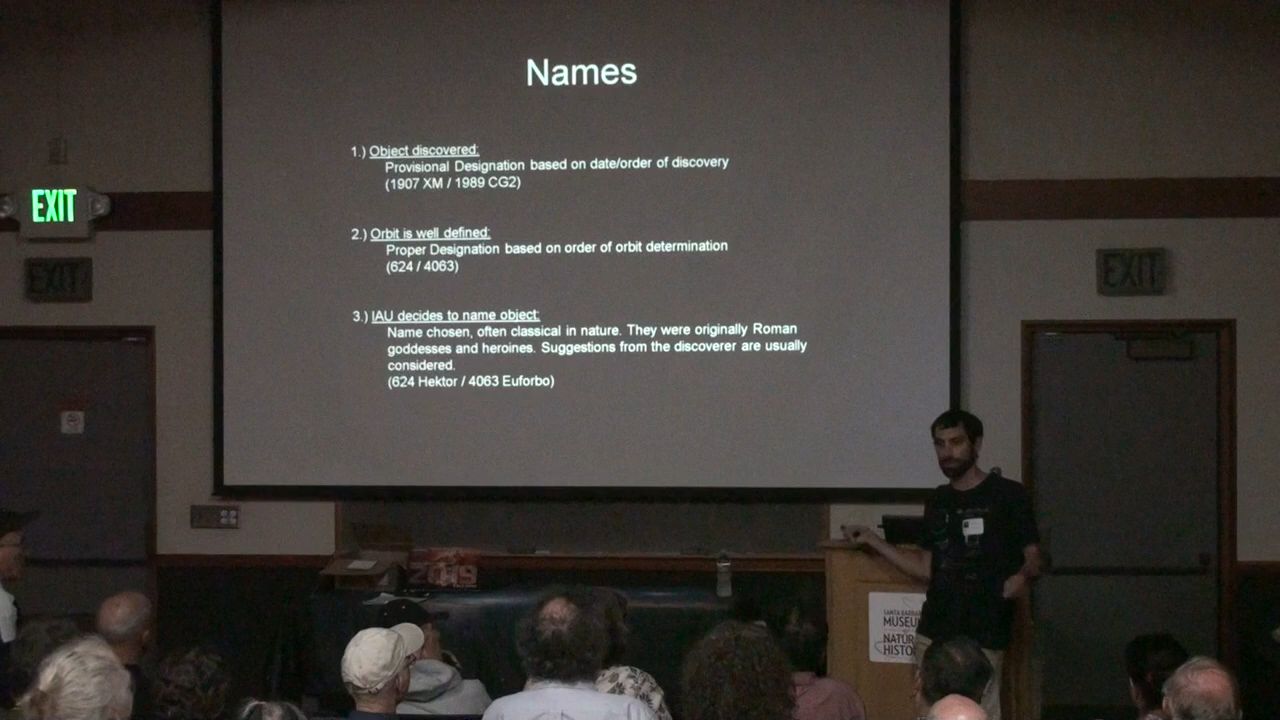 Names
1.) Object discovered:
Provisional Designation based on date/order of discovery
(1907 XM / 1989 CG2)
EXIT
2.) Orbit is well defined:
Proper Designation based on order of orbit determination
(624 / 4063)
EXIT
EXIT
3.) IAU decides to name object:
Name chosen, often classical in nature. They were originally Roman
goddesses and heroines. Suggestions from the discoverer are usually
considered.
(624 Hektor / 4063 Euforbo)
SANTA BARBAR
MUSEU
NATUR
HISTO